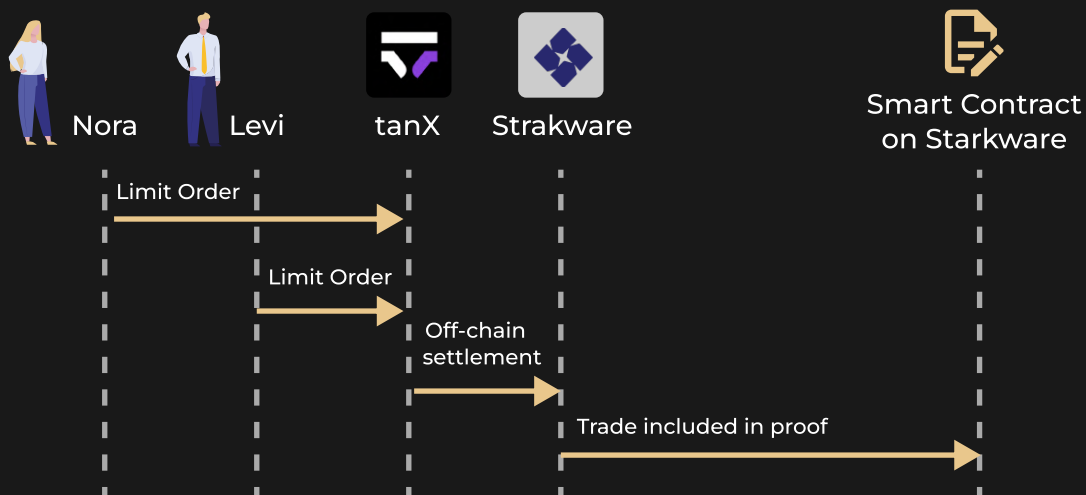 Nora
Levi
tanX
Strakware
Smart Contract
on Starkware
Limit Order
Limit Order
Off-chain
settlement
Trade included in proof